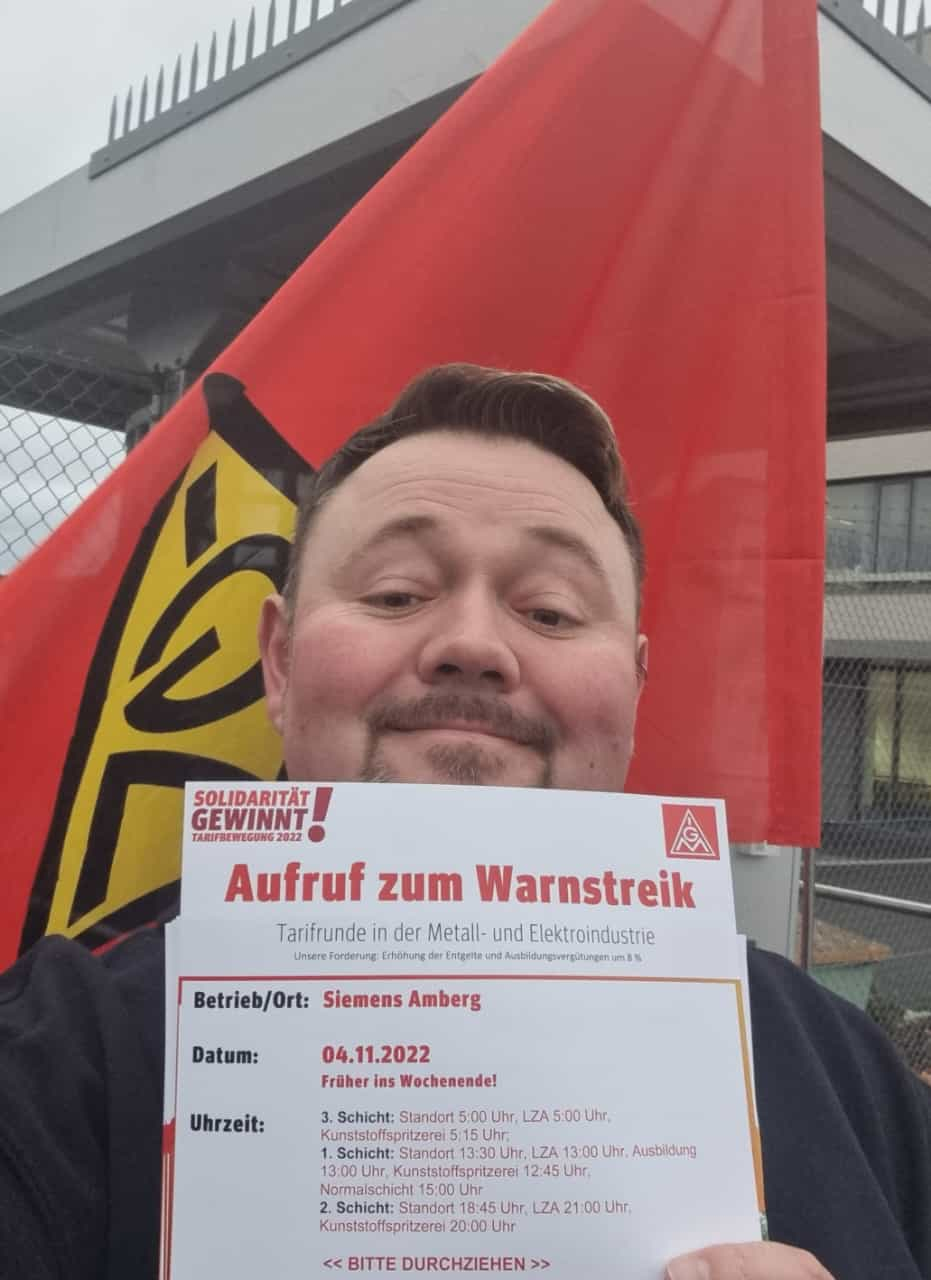 SOLIDARITÄT
GEWINNT!
TARIFBEWEGUNG 2022
IGM
Aufruf zum Warnstreik
Tarifrunde in der Metall- und Elektroindustrie
Unsere Forderung: Erhöhung der Entgelte und Ausbildungsvergütungen um 8 %
Betrieb/Ort: Siemens Amberg
Datum: 04.11.2022
Früher ins Wochenende!
Uhrzeit: 3. Schicht: Standort 5:00 Uhr, LZA 5:00 Uhr,
Kunststoffspritzerei 5:15 Uhr;
1. Schicht: Standort 13:30 Uhr, LZA 13:00 Uhr, Ausbildung
13:00 Uhr, Kunststoffspritzerei 12:45 Uhr,
Normalschicht 15:00 Uhr
2. Schicht: Standort 18:45 Uhr, LZA 21:00 Uhr,
Kunststoffspritzerei 20:00 Uhr
<< BITTE DURCHZIEHEN >>